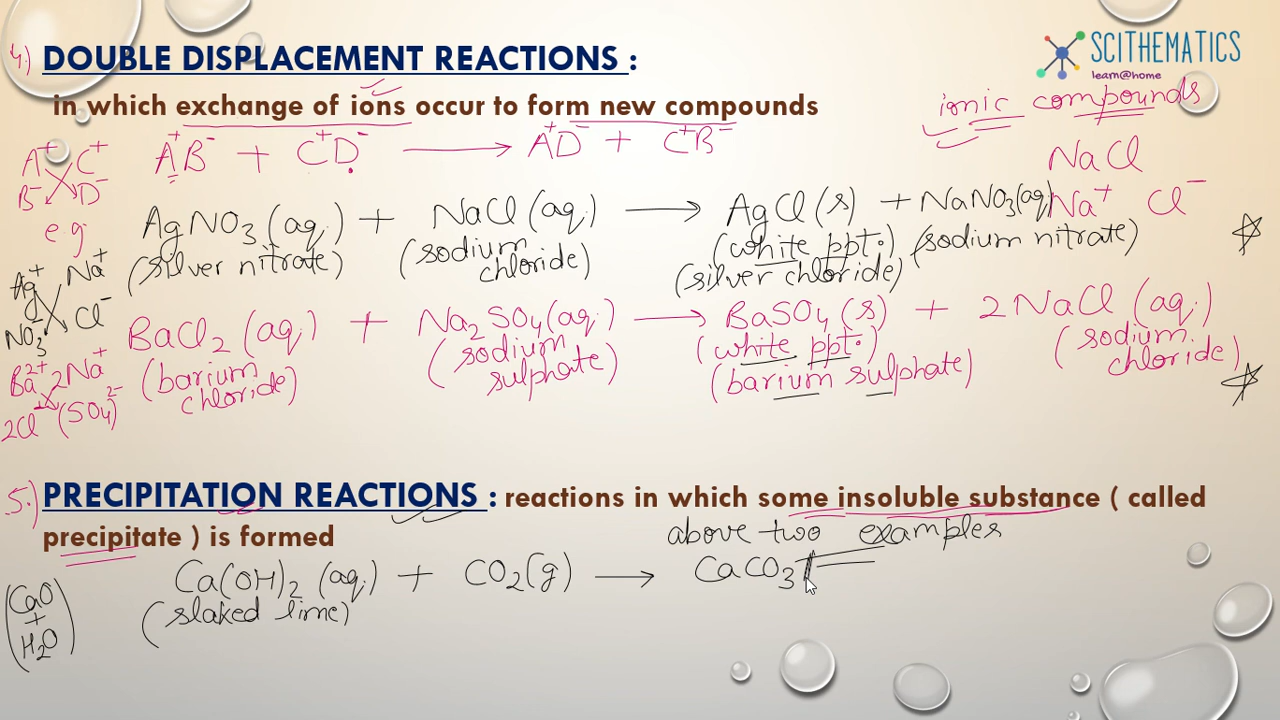 SCITHEMATICS
learn@home
4.) DOUBLE DISPLACEMENT REACTIONS :
in which exchange of ions occur to form new compounds
ionic compounds
A⁺ C⁺
B⁻ D⁻
A⁺B⁻ + C⁺D⁻ → A⁺D⁻ + C⁺B⁻
NaCl
Na⁺ Cl⁻
e.g
AgNO₃ (aq.) + NaCl (aq.) → AgCl (s) + NaNO₃ (aq)
(silver nitrate) (sodium chloride) (white ppt.) (sodium nitrate)
(silver chloride)
Ag⁺ Na⁺
NO₃⁻ Cl⁻
BaCl₂ (aq.) + Na₂SO₄ (aq.) → BaSO₄ (s) + 2NaCl (aq.)
(barium chloride) (sodium sulphate) (white ppt.) (sodium chloride)
(barium sulphate)
Ba²⁺ 2Na⁺
2Cl⁻ (SO₄)²⁻
5.) PRECIPITATION REACTIONS : reactions in which some insoluble substance ( called
precipitate ) is formed
above two examples
Ca(OH)₂ (aq.) + CO₂ (g) → CaCO₃
(slaked lime)
(CaO
+
H₂O)